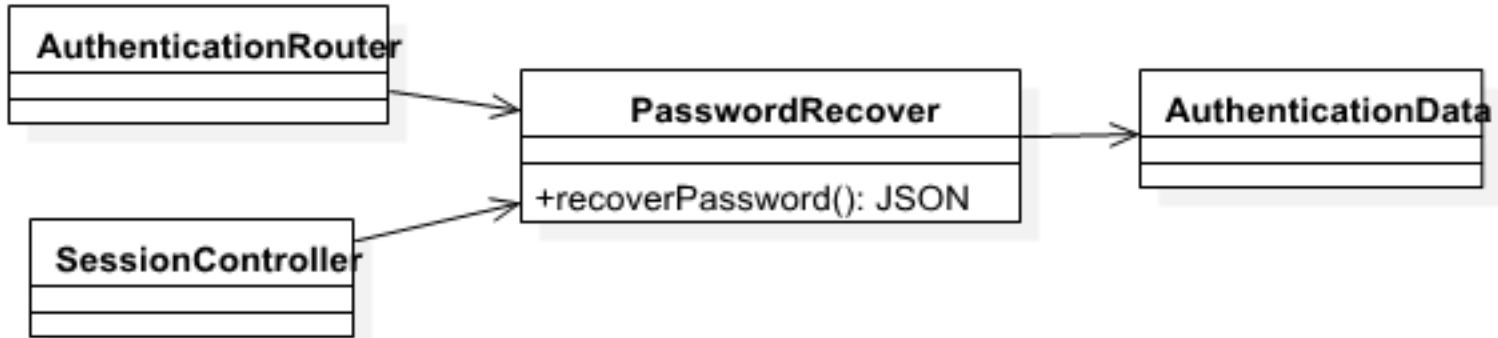 AuthenticationRouter
PasswordRecover
+recoverPassword(): JSON
AuthenticationData
SessionController